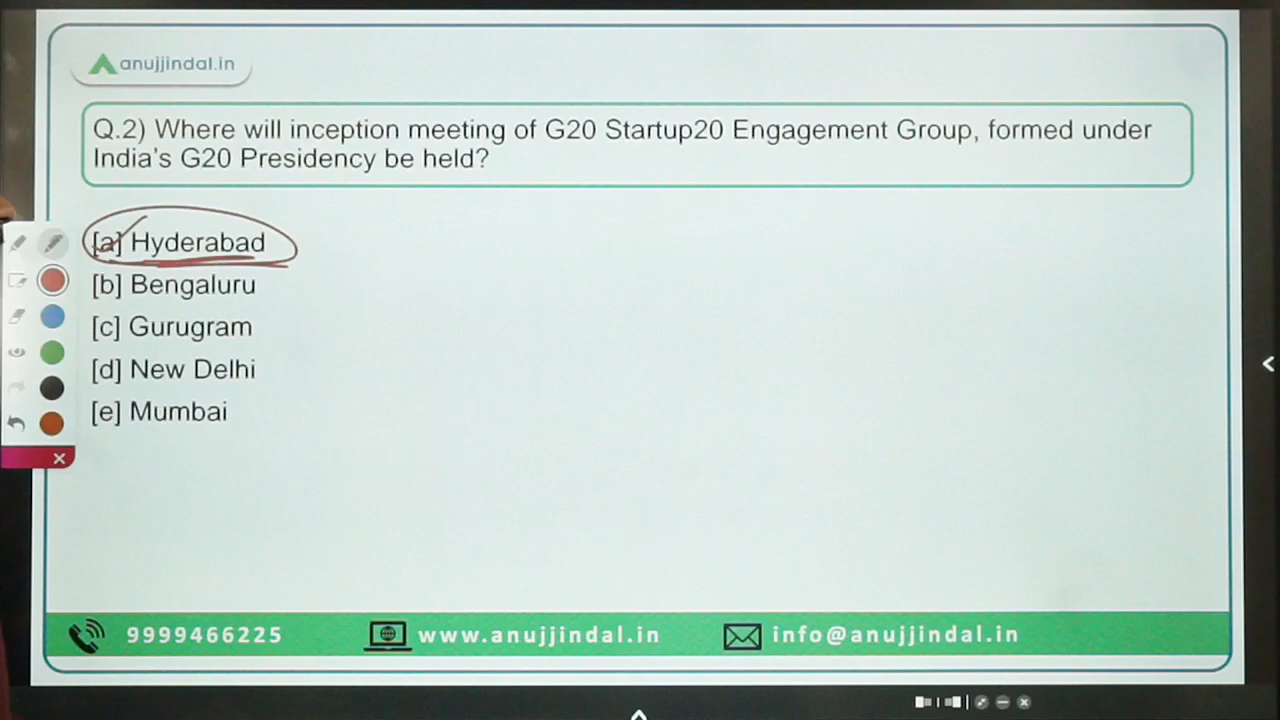 anujjindal.in
Q.2) Where will inception meeting of G20 Startup20 Engagement Group, formed under
India's G20 Presidency be held?
[a] Hyderabad
[b] Bengaluru
[c] Gurugram
[d] New Delhi
[e] Mumbai
9999466225 www.anujjindal.in info@anujjindal.in